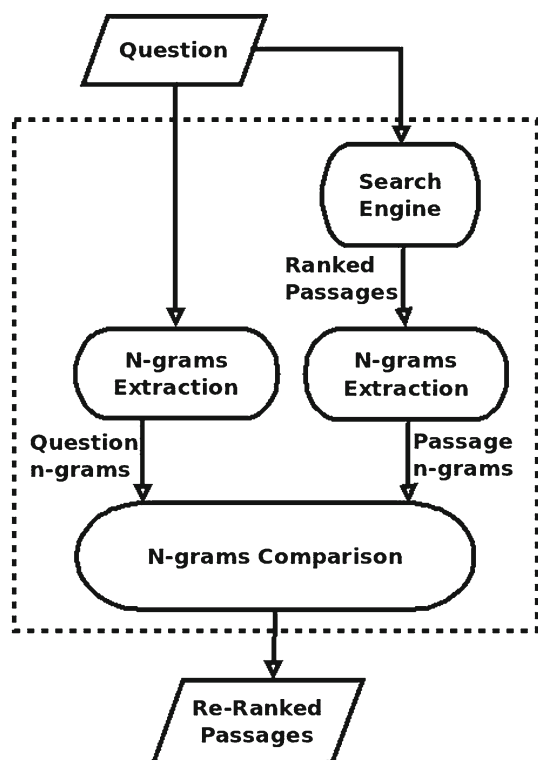 Question
Search
Engine
Ranked
Passages
N-grams
Extraction
N-grams
Extraction
Question
n-grams
Passage
n-grams
N-grams Comparison
Re-Ranked
Passages